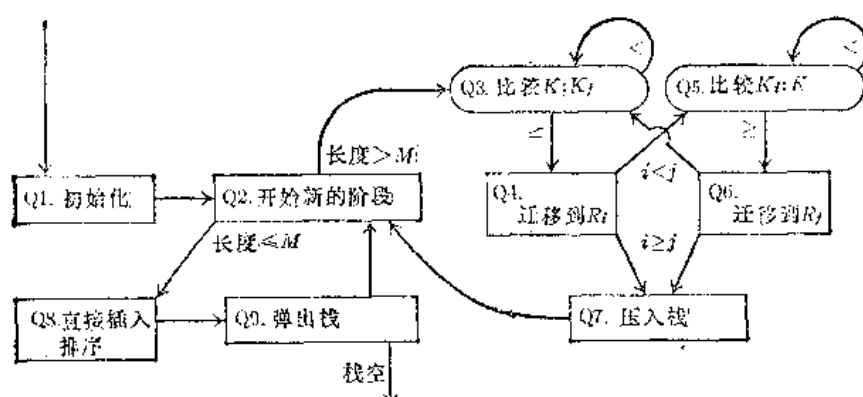 Q3. 比较K:Kj
Q5. 比较Ki:K
<
<
≥
长度>M
Q1. 初始化
Q2. 开始新的阶段
Q4.
迁移到Ri
i<j
Q6.
迁移到Rj
长度≤M
i≥j
Q8.直接插入
排序
Q9. 弹出栈
Q7. 压入栈
栈空